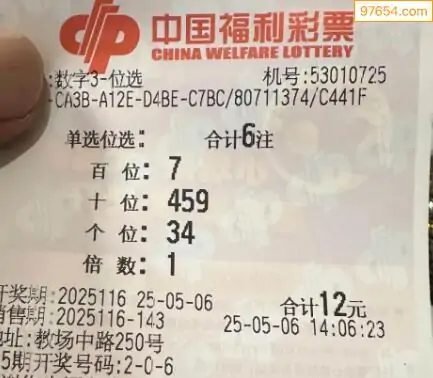 97654.com
中国福利彩票
CHINA WELFARE LOTTERY
:数字3-位选 机号:53010725
-CA3B-A12E-D4BE-C7BC/80711374/C441F
单选位选: 合计6注
百 位: 7
十 位: 459
个 位: 34
倍 数: 1
开奖期:2025116 25-05-06 合计12元
销售期:2025116-143 25-05-06 14:06:23
地址:教场中路250号
5期开奖号码:2-0-6